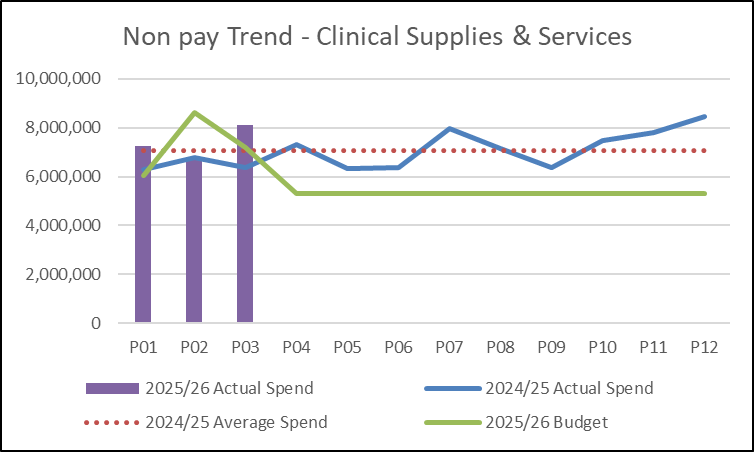 Non pay Trend - Clinical Supplies & Services
10,000,000
8,000,000
6,000,000
4,000,000
2,000,000
0
P01 P02 P03 P04 P05 P06 P07 P08 P09 P10 P11 P12
2025/26 Actual Spend 2024/25 Actual Spend
2024/25 Average Spend 2025/26 Budget